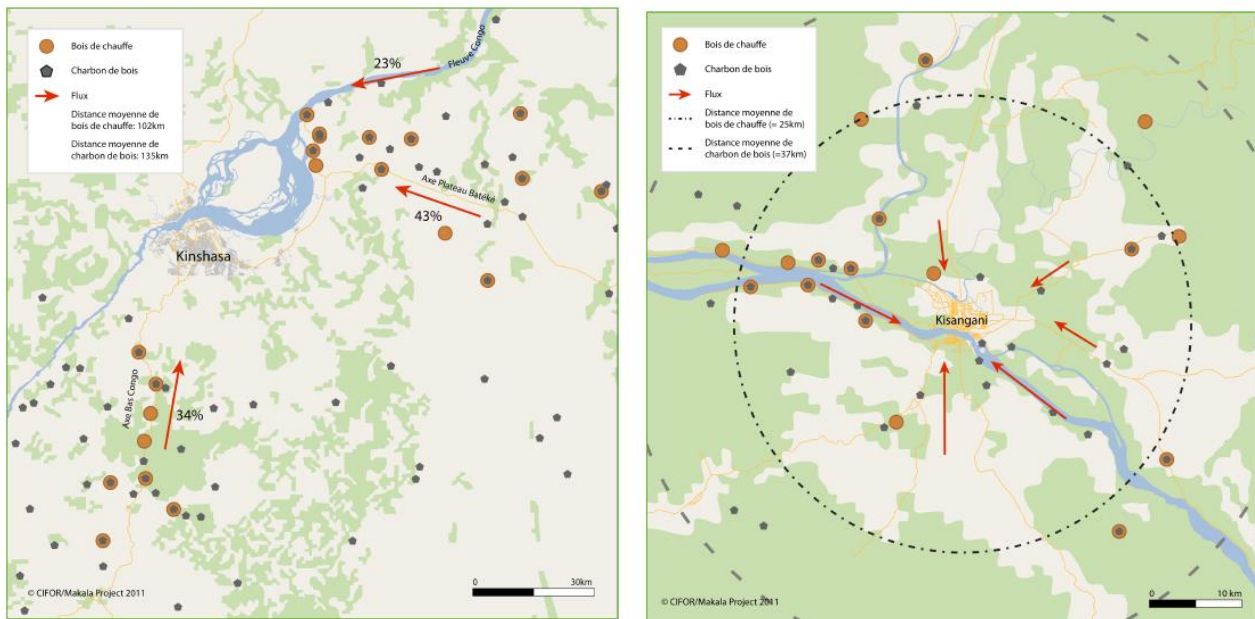 Bois de chauffe
Charbon de bois
Flux
Distance moyenne de
bois de chauffe: 102km
Distance moyenne de
charbon de bois: 135km
23%
Fleuve Congo
Axe Plateau Batéké
43%
Kinshasa
Axe Bas Congo
34%
0
30km
© CIFOR/Makala Project 2011
Bois de chauffe
Charbon de bois
Flux
Distance moyenne de
bois de chauffe (= 25km)
Distance moyenne de
charbon de bois (=37km)
Kisangani
0
10 km
© CIFOR/Makala Project 2011